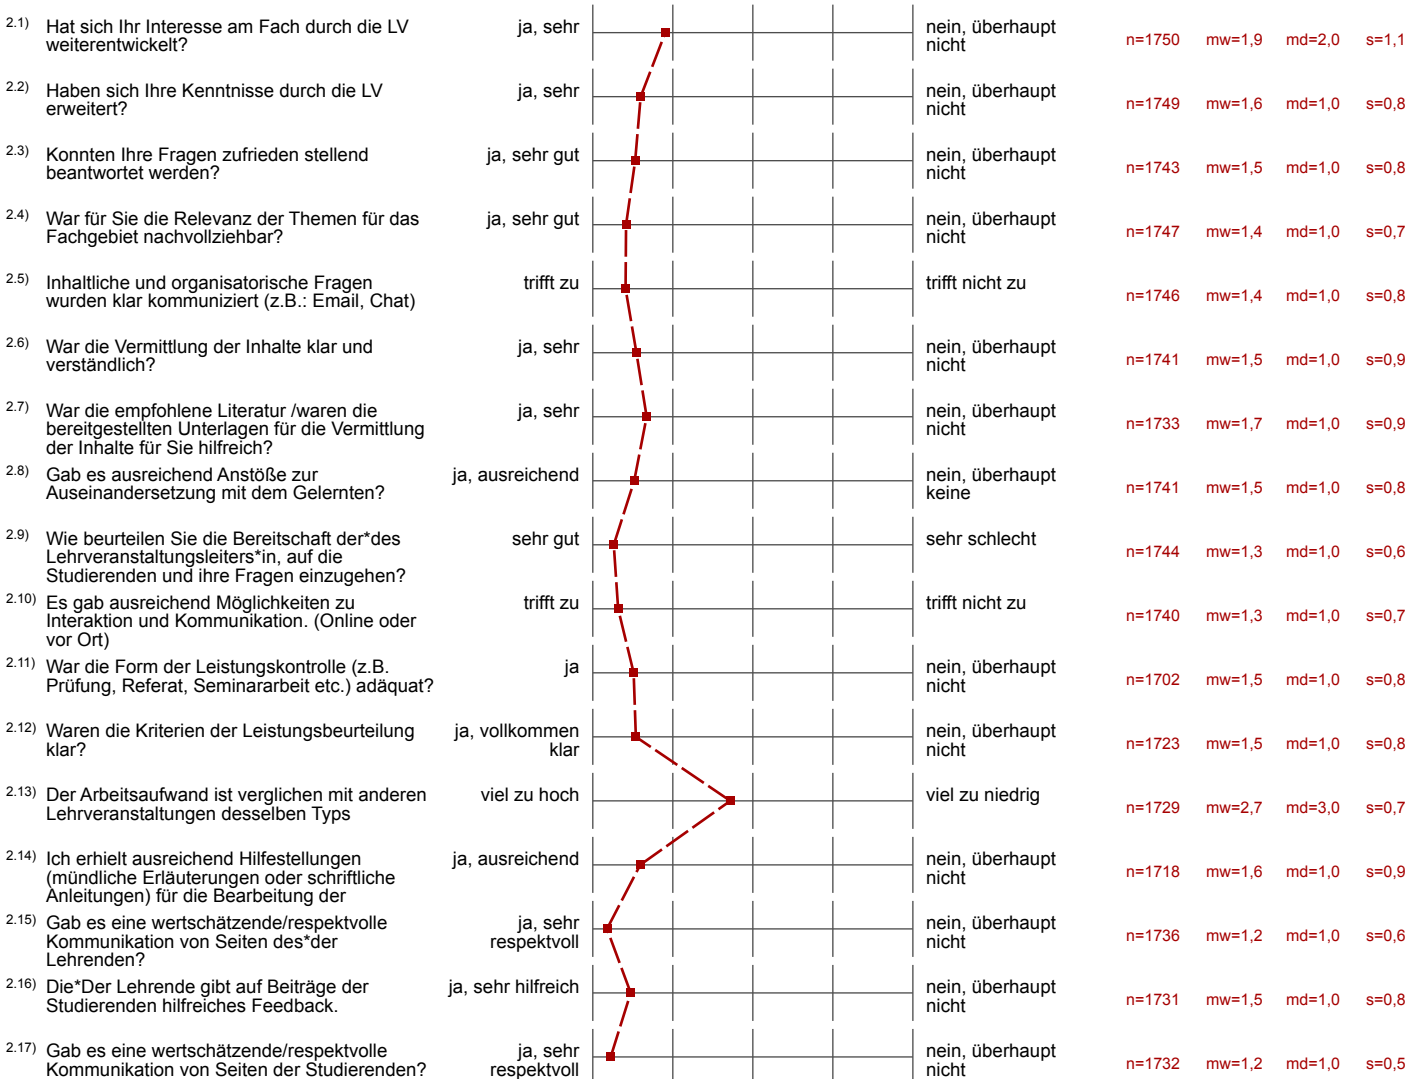 2.1) Hat sich Ihr Interesse am Fach durch die LV
weiterentwickelt?
ja, sehr
nein, überhaupt
nicht
n=1750 mw=1,9 md=2,0 s=1,1
2.2) Haben sich Ihre Kenntnisse durch die LV
erweitert?
ja, sehr
nein, überhaupt
nicht
n=1749 mw=1,6 md=1,0 s=0,8
2.3) Konnten Ihre Fragen zufrieden stellend
beantwortet werden?
ja, sehr gut
nein, überhaupt
nicht
n=1743 mw=1,5 md=1,0 s=0,8
2.4) War für Sie die Relevanz der Themen für das
Fachgebiet nachvollziehbar?
ja, sehr gut
nein, überhaupt
nicht
n=1747 mw=1,4 md=1,0 s=0,7
2.5) Inhaltliche und organisatorische Fragen
wurden klar kommuniziert (z.B.: Email, Chat)
trifft zu
trifft nicht zu
n=1746 mw=1,4 md=1,0 s=0,8
2.6) War die Vermittlung der Inhalte klar und
verständlich?
ja, sehr
nein, überhaupt
nicht
n=1741 mw=1,5 md=1,0 s=0,9
2.7) War die empfohlene Literatur /waren die
bereitgestellten Unterlagen für die Vermittlung
der Inhalte für Sie hilfreich?
ja, sehr
nein, überhaupt
nicht
n=1733 mw=1,7 md=1,0 s=0,9
2.8) Gab es ausreichend Anstöße zur
Auseinandersetzung mit dem Gelernten?
ja, ausreichend
nein, überhaupt
keine
n=1741 mw=1,5 md=1,0 s=0,8
2.9) Wie beurteilen Sie die Bereitschaft der*des
Lehrveranstaltungsleiters*in, auf die
Studierenden und ihre Fragen einzugehen?
sehr gut
sehr schlecht
n=1744 mw=1,3 md=1,0 s=0,6
2.10) Es gab ausreichend Möglichkeiten zu
Interaktion und Kommunikation. (Online oder
vor Ort)
trifft zu
trifft nicht zu
n=1740 mw=1,3 md=1,0 s=0,7
2.11) War die Form der Leistungskontrolle (z.B.
Prüfung, Referat, Seminararbeit etc.) adäquat?
ja
nein, überhaupt
nicht
n=1702 mw=1,5 md=1,0 s=0,8
2.12) Waren die Kriterien der Leistungsbeurteilung
klar?
ja, vollkommen
klar
nein, überhaupt
nicht
n=1723 mw=1,5 md=1,0 s=0,8
2.13) Der Arbeitsaufwand ist verglichen mit anderen
Lehrveranstaltungen desselben Typs
viel zu hoch
viel zu niedrig
n=1729 mw=2,7 md=3,0 s=0,7
2.14) Ich erhielt ausreichend Hilfestellungen
(mündliche Erläuterungen oder schriftliche
Anleitungen) für die Bearbeitung der
ja, ausreichend
nein, überhaupt
nicht
n=1718 mw=1,6 md=1,0 s=0,9
2.15) Gab es eine wertschätzende/respektvolle
Kommunikation von Seiten des*der
Lehrenden?
ja, sehr
respektvoll
nein, überhaupt
nicht
n=1736 mw=1,2 md=1,0 s=0,6
2.16) Die*Der Lehrende gibt auf Beiträge der
Studierenden hilfreiches Feedback.
ja, sehr hilfreich
nein, überhaupt
nicht
n=1731 mw=1,5 md=1,0 s=0,8
2.17) Gab es eine wertschätzende/respektvolle
Kommunikation von Seiten der Studierenden?
ja, sehr
respektvoll
nein, überhaupt
nicht
n=1732 mw=1,2 md=1,0 s=0,5